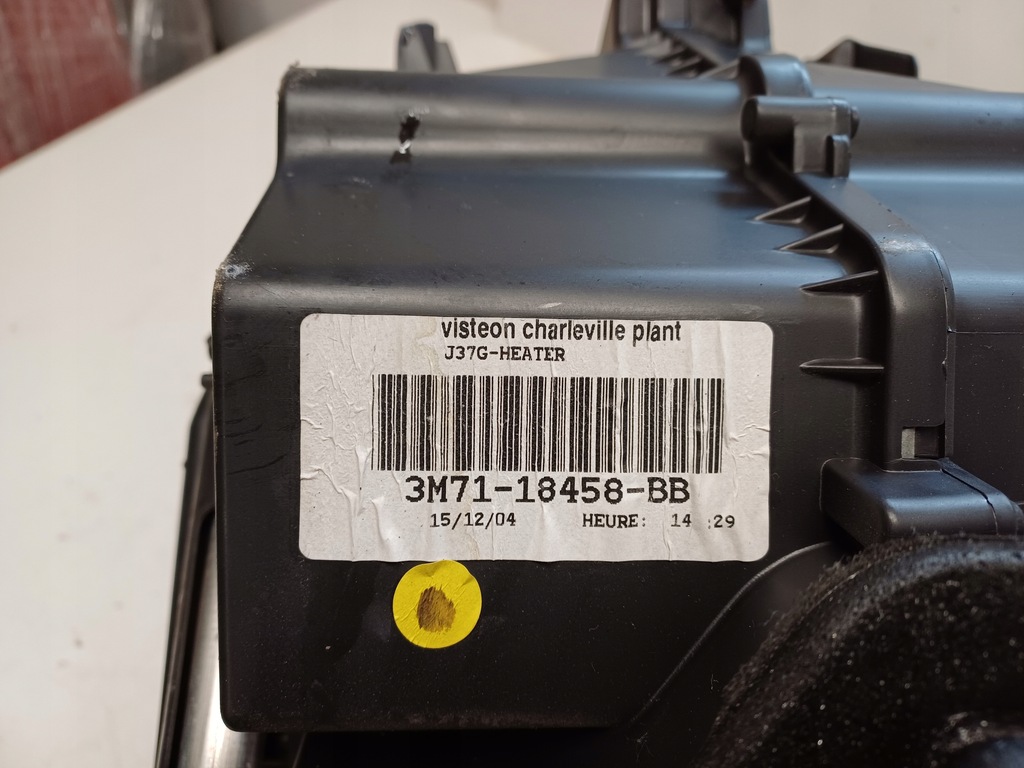 visteon charleville plant
J37G-HEATER
3M71-18458-BB
15/12/04 HEURE: 14 :29